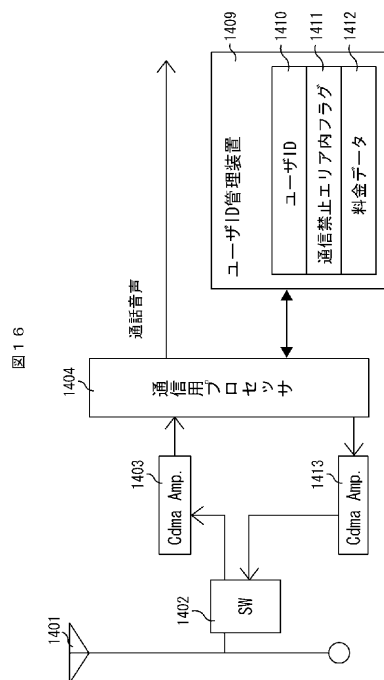 図16
1401
1402
SW
1403
Cdma Amp.
1404
通信用プロセッサ
通話音声
1413
Cdma Amp.
1409
ユーザID管理装置
1410
ユーザID
1411
通信禁止エリア内フラグ
1412
料金データ